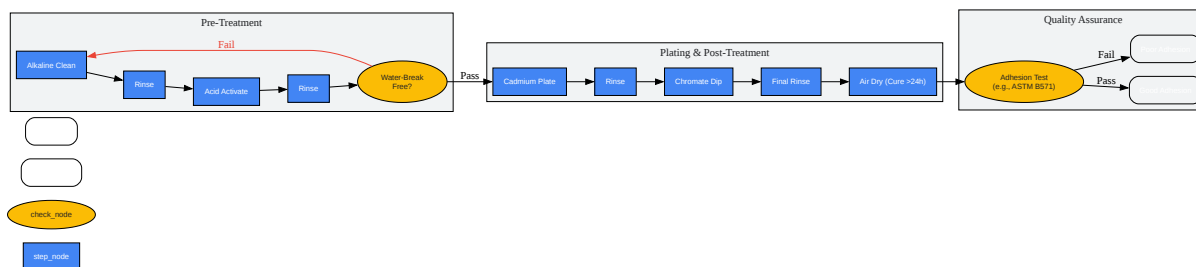 Pre-Treatment
Alkaline Clean
Rinse
Acid Activate
Rinse
Water-Break
Free?
Fail
Pass
Plating & Post-Treatment
Cadmium Plate
Rinse
Chromate Dip
Final Rinse
Air Dry (Cure >24h)
Quality Assurance
Adhesion Test
(e.g., ASTM B571)
Fail
Pass
check_node
step_node